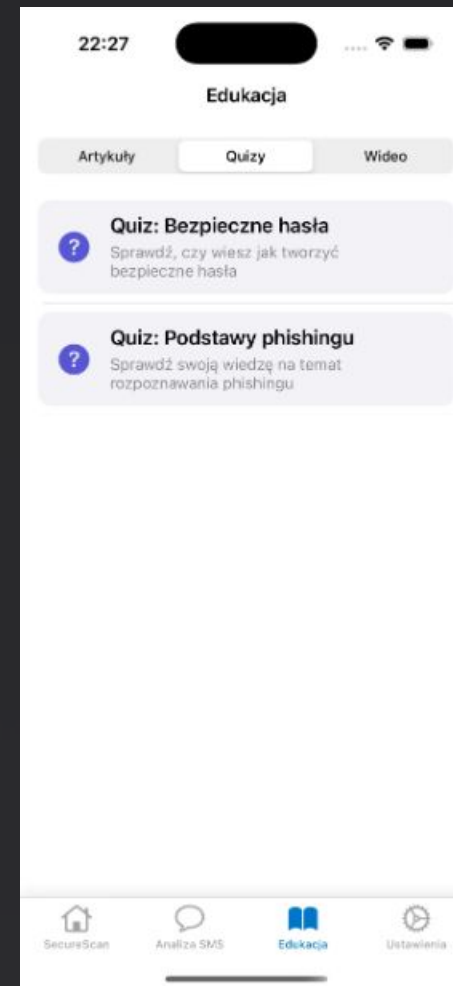 22:27
Edukacja
Artykuły Quizy Wideo
Quiz: Bezpieczne hasła
Sprawdź, czy wiesz jak tworzyć
bezpieczne hasła
Quiz: Podstawy phishingu
Sprawdź swoją wiedzę na temat
rozpoznawania phishingu
SecureScan Analiza SMS Edukacja Ustawienia